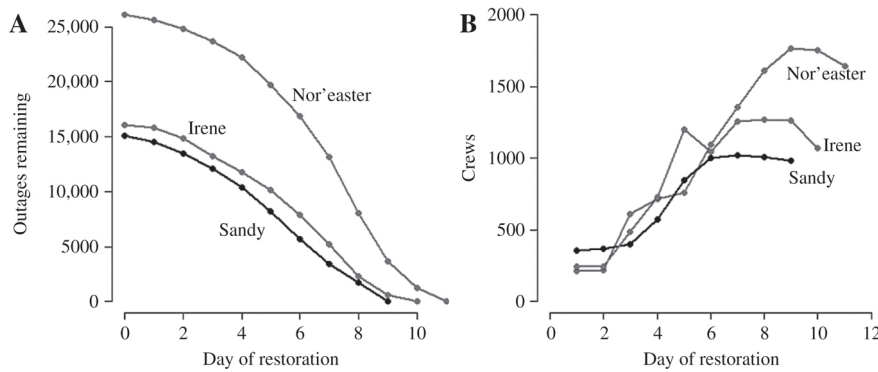 A
25,000
20,000
15,000
10,000
5000
0
Outages remaining
Nor’easter
Irene
Sandy
0 2 4 6 8 10
Day of restoration
B
2000
1500
1000
500
0
Crews
Nor’easter
Irene
Sandy
0 2 4 6 8 10 12
Day of restoration